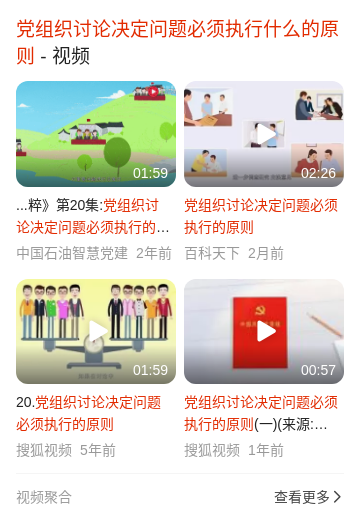 党组织讨论决定问题必须执行什么的原
则 - 视频
01:59
02:26
...粹》第20集:党组织讨
论决定问题必须执行的...
中国石油智慧党建 2年前
党组织讨论决定问题必须
执行的原则
百科天下 2月前
01:59
00:57
20.党组织讨论决定问题
必须执行的原则
搜狐视频 5年前
党组织讨论决定问题必须
执行的原则(一)(来源:...
搜狐视频 1年前
视频聚合
查看更多